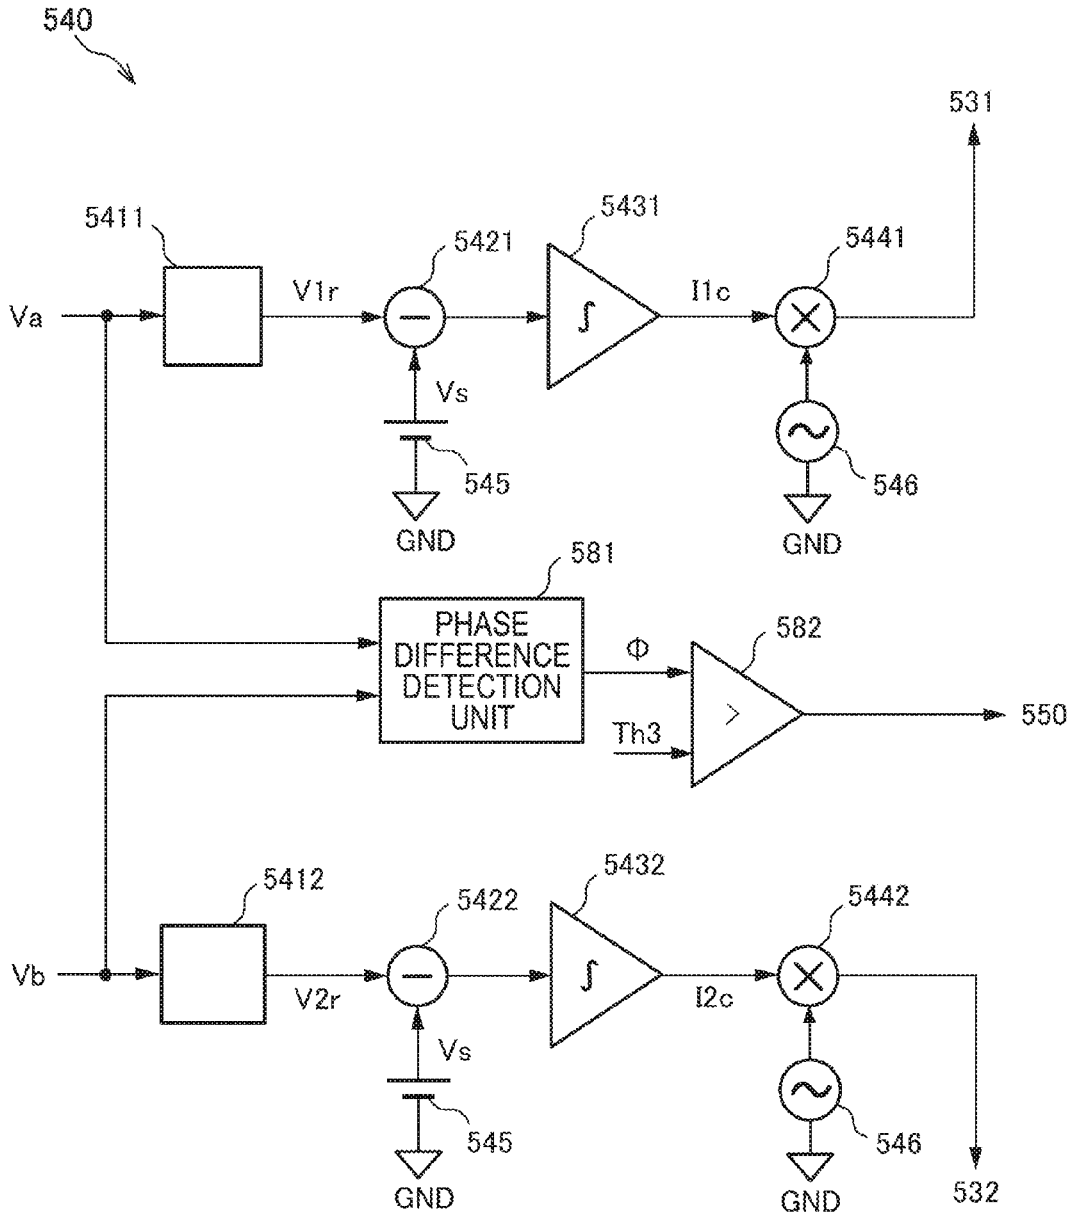 540
531
5411
5421
5431
5441
Va
V1r
I1c
Vs
545
546
GND
GND
581
PHASE
DIFFERENCE
DETECTION
UNIT
Φ
582
>
Th3
550
5412
5422
5432
5442
Vb
V2r
I2c
Vs
545
546
GND
GND
532